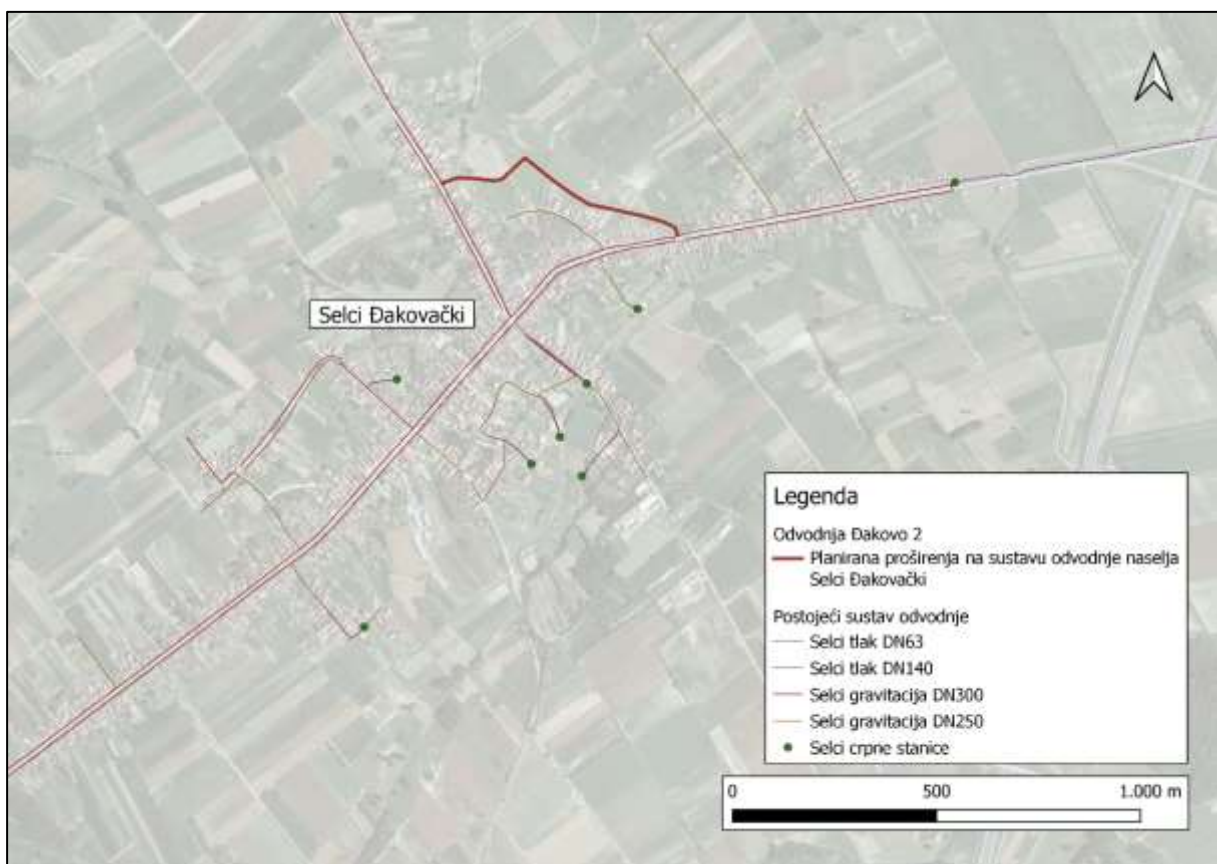 Selci Đakovački
Legenda
Odvodnja Đakovo 2
Planirana proširenja na sustavu odvodnje naselja
Selci Đakovački
Postojeći sustav odvodnje
Selci tlak DN63
Selci tlak DN140
Selci gravitacija DN300
Selci gravitacija DN250
Selci crpne stanice
0 500 1.000 m